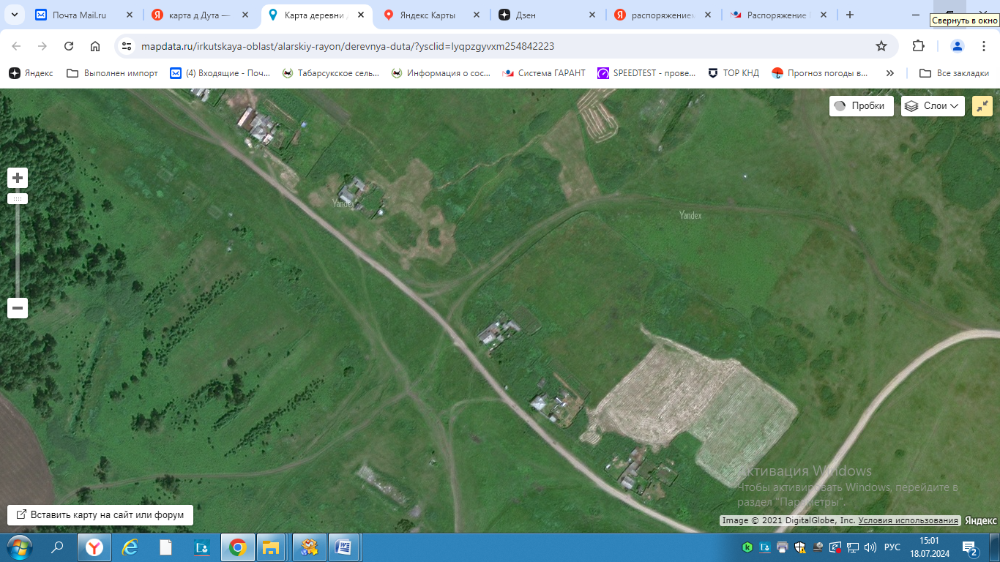 Почта Mail.ru
карта д Дута —
Карта деревни д
Яндекс Карты
Дзен
распоряжением
Распоряжение
Свернуть в окно
mapdata.ru/irkutskaya-oblast/alarskiy-rayon/derevnya-duta/?ysclid=lyqpzgyvxm254842223
Яндекс
Выполнен импорт
(4) Входящие - Поч...
Табарсукское сель...
Информация о сос...
Система ГАРАНТ
SPEEDTEST - прове...
ТОР КНД
Прогноз погоды в...
»
Все закладки
Пробки
Слои
Yandex
Yandex
Активация Windows
Чтобы активировать Windows, перейдите в
раздел "Параметры".
Вставить карту на сайт или форум
Image © 2021 DigitalGlobe, Inc. Условия использования
Яндекс
РУС
15:01
18.07.2024
2